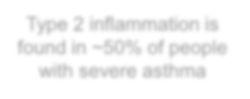 Type 2 inflammation is
found in ~50% of people
with severe asthma